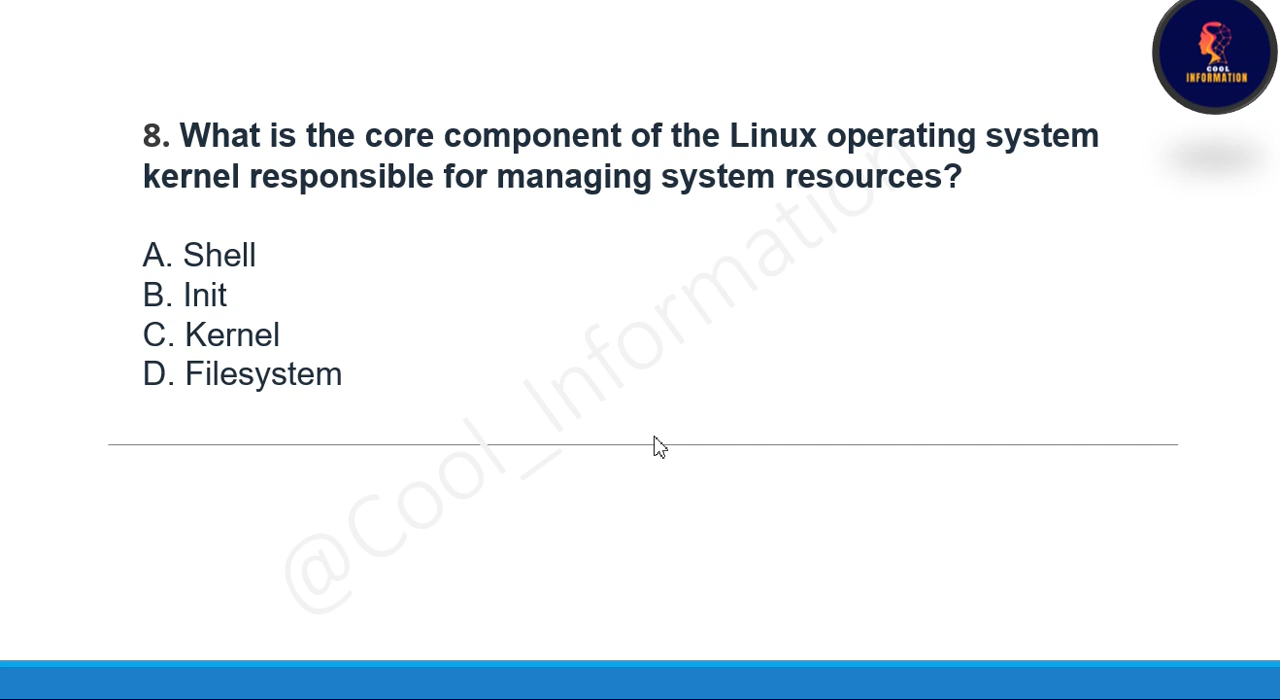 COOL
INFORMATION
8. What is the core component of the Linux operating system
kernel responsible for managing system resources?
A. Shell
B. Init
C. Kernel
D. Filesystem
@Cool_Information